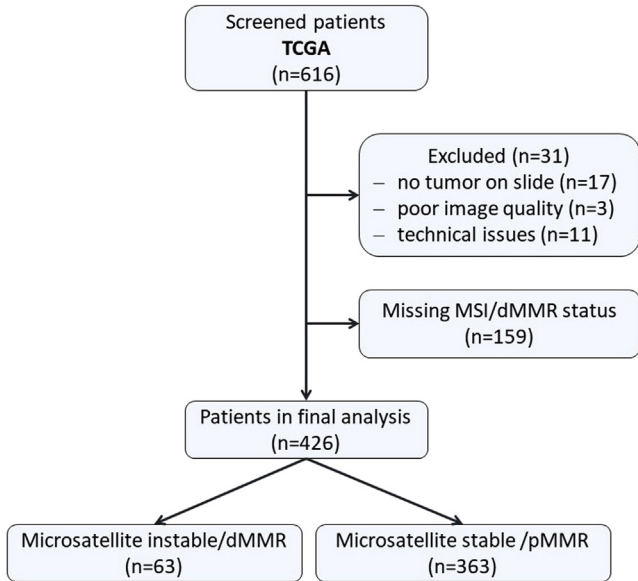 Screened patients
TCGA
(n=616)
Excluded (n=31)
– no tumor on slide (n=17)
– poor image quality (n=3)
– technical issues (n=11)
Missing MSI/dMMR status
(n=159)
Patients in final analysis
(n=426)
Microsatellite instable/dMMR
(n=63)
Microsatellite stable /pMMR
(n=363)